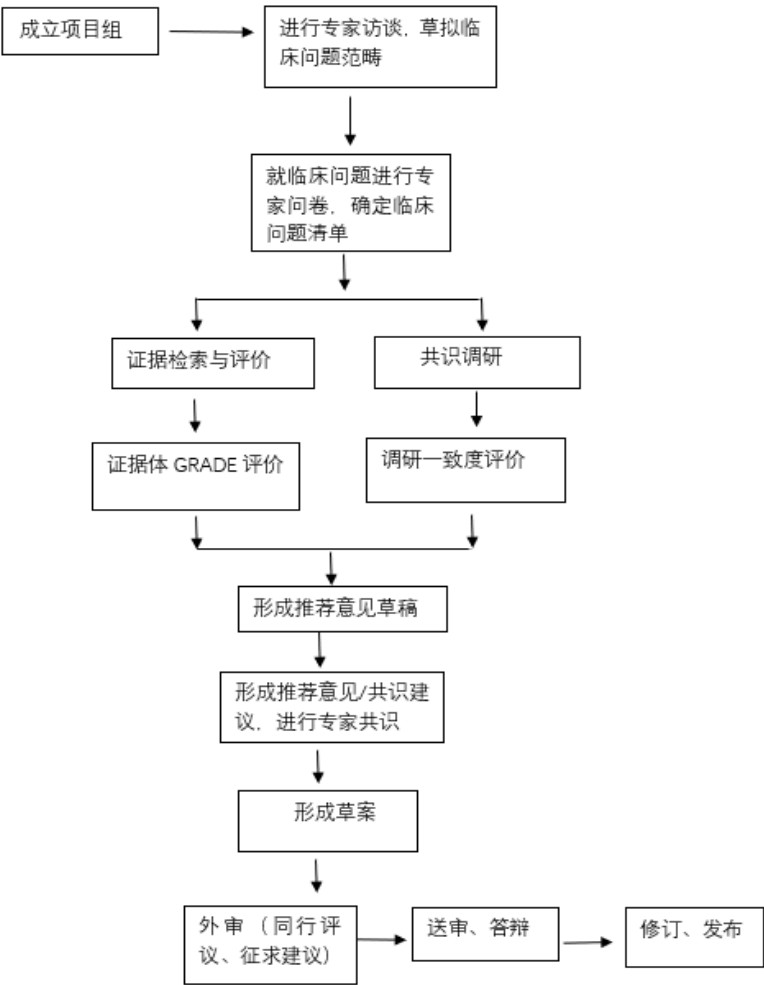 成立项目组
进行专家访谈，草拟临
床问题范畴
就临床问题进行专
家问卷，确定临床
问题清单
证据检索与评价
共识调研
证据体 GRADE 评价
调研一致度评价
形成推荐意见草稿
形成推荐意见/共识建
议，进行专家共识
形成草案
外审（同行评
议、征求建议）
送审、答辩
修订、发布